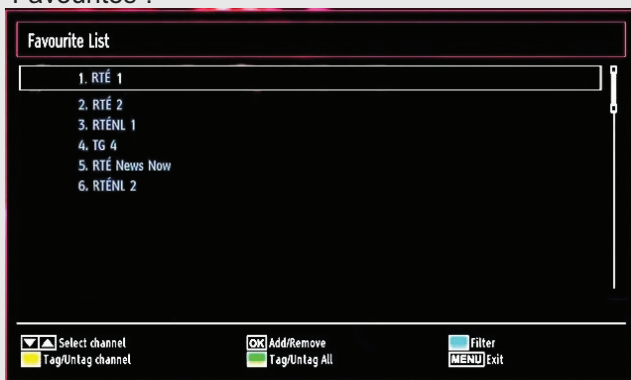 Favourites".
Favourite List
1. RTÉ 1
2. RTÉ 2
3. RTÉNL 1
4. TG 4
5. RTÉ News Now
6. RTÉNL 2
Select channel
OK Add/Remove
Filter
Tag/Untag channel
Tag/Untag All
MENU Exit